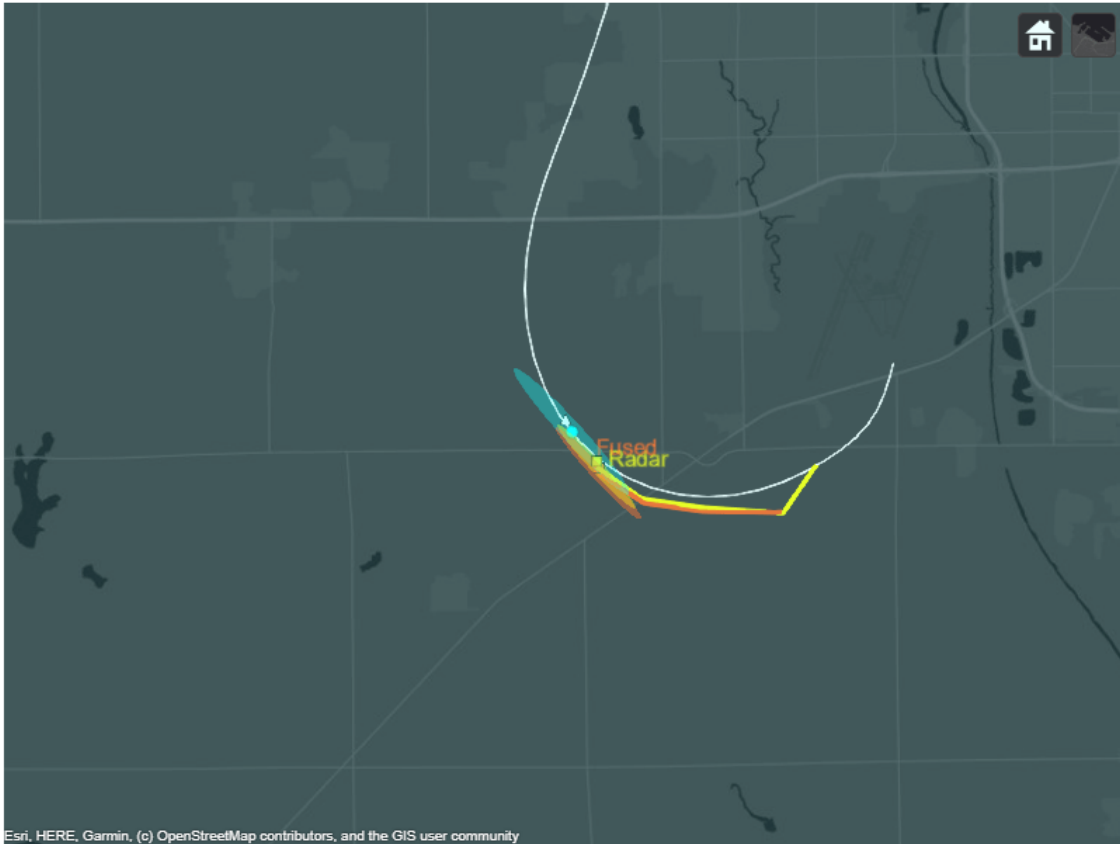 Fused
Radar
Esri, HERE, Garmin, (c) OpenStreetMap contributors, and the GIS user community